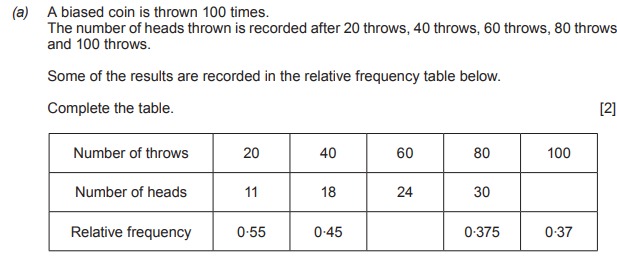 (a) A biased coin is thrown 100 times.
The number of heads thrown is recorded after 20 throws, 40 throws, 60 throws, 80 throws
and 100 throws.
Some of the results are recorded in the relative frequency table below.
Complete the table. [2]
Number of throws 20 40 60 80 100
Number of heads 11 18 24 30
Relative frequency 0·55 0·45 0·375 0·37